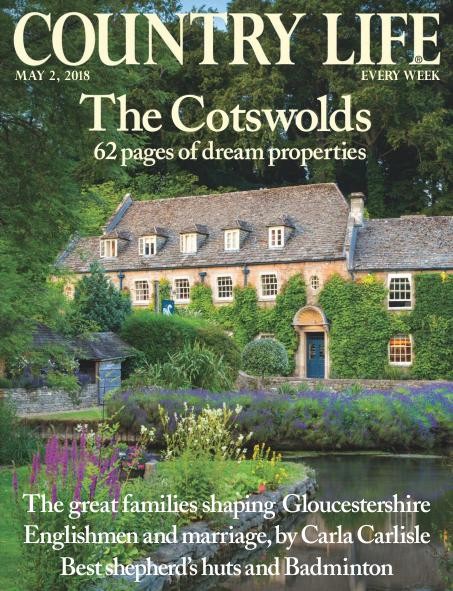 COUNTRY LIFE®
MAY 2, 2018 EVERY WEEK
The Cotswolds
62 pages of dream properties
The great families shaping Gloucestershire
Englishmen and marriage, by Carla Carlisle
Best shepherd's huts and Badminton